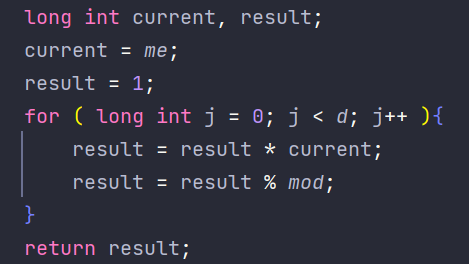 long int current, result;
current = me;
result = 1;
for ( long int j = 0; j < d; j++ ){
    result = result * current;
    result = result % mod;
}
return result;